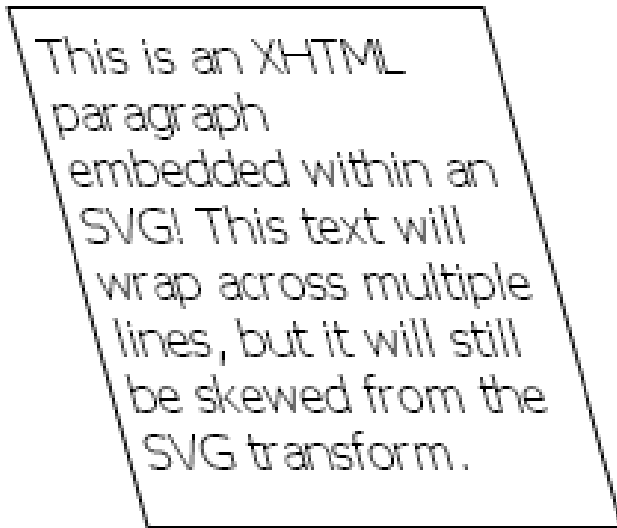 This is an XHTML
paragraph
embedded within an
SVG! This text will
wrap across multiple
lines, but it will still
be skewed from the
SVG transform.